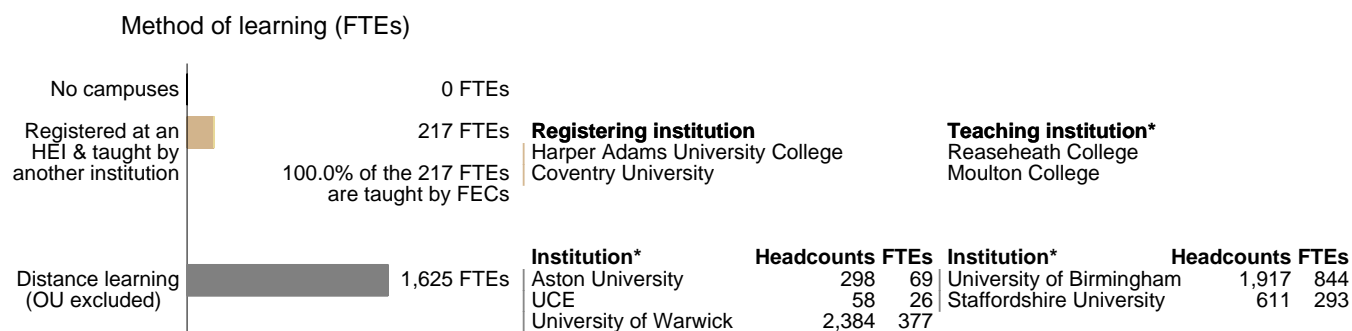 Method of learning (FTEs)
No campuses 0 FTEs
Registered at an HEI & taught by another institution 217 FTEs
100.0% of the 217 FTEs are taught by FECs
Registering institution Teaching institution*
Harper Adams University College Reaseheath College
Coventry University Moulton College
Distance learning (OU excluded) 1,625 FTEs
Institution* Headcounts FTEs Institution* Headcounts FTEs
Aston University 298 69 University of Birmingham 1,917 844
UCE 58 26 Staffordshire University 611 293
University of Warwick 2,384 377